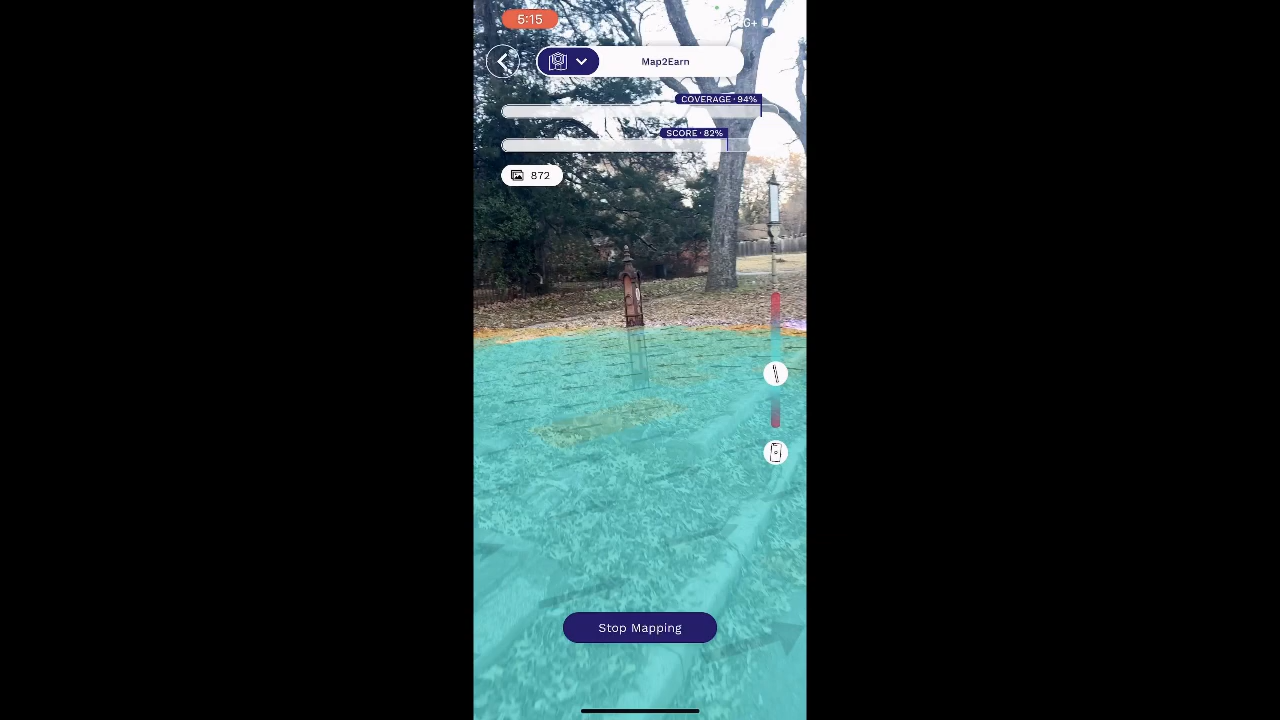 5:15
G+
Map2Earn
COVERAGE · 94%
SCORE · 82%
872
Stop Mapping